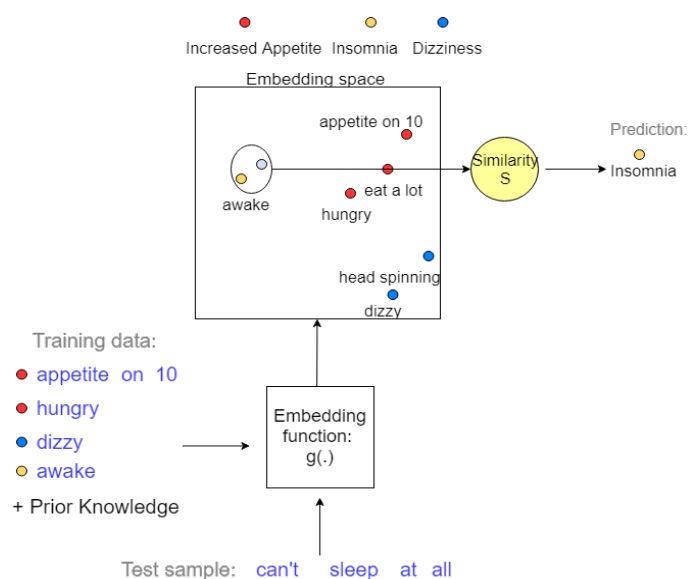 Increased Appetite Insomnia Dizziness
Embedding space
appetite on 10
eat a lot
awake
hungry
head spinning
dizzy
Similarity
S
Prediction:
Insomnia
Training data:
appetite on 10
hungry
dizzy
awake
+ Prior Knowledge
Embedding
function:
g(.)
Test sample: can't sleep at all